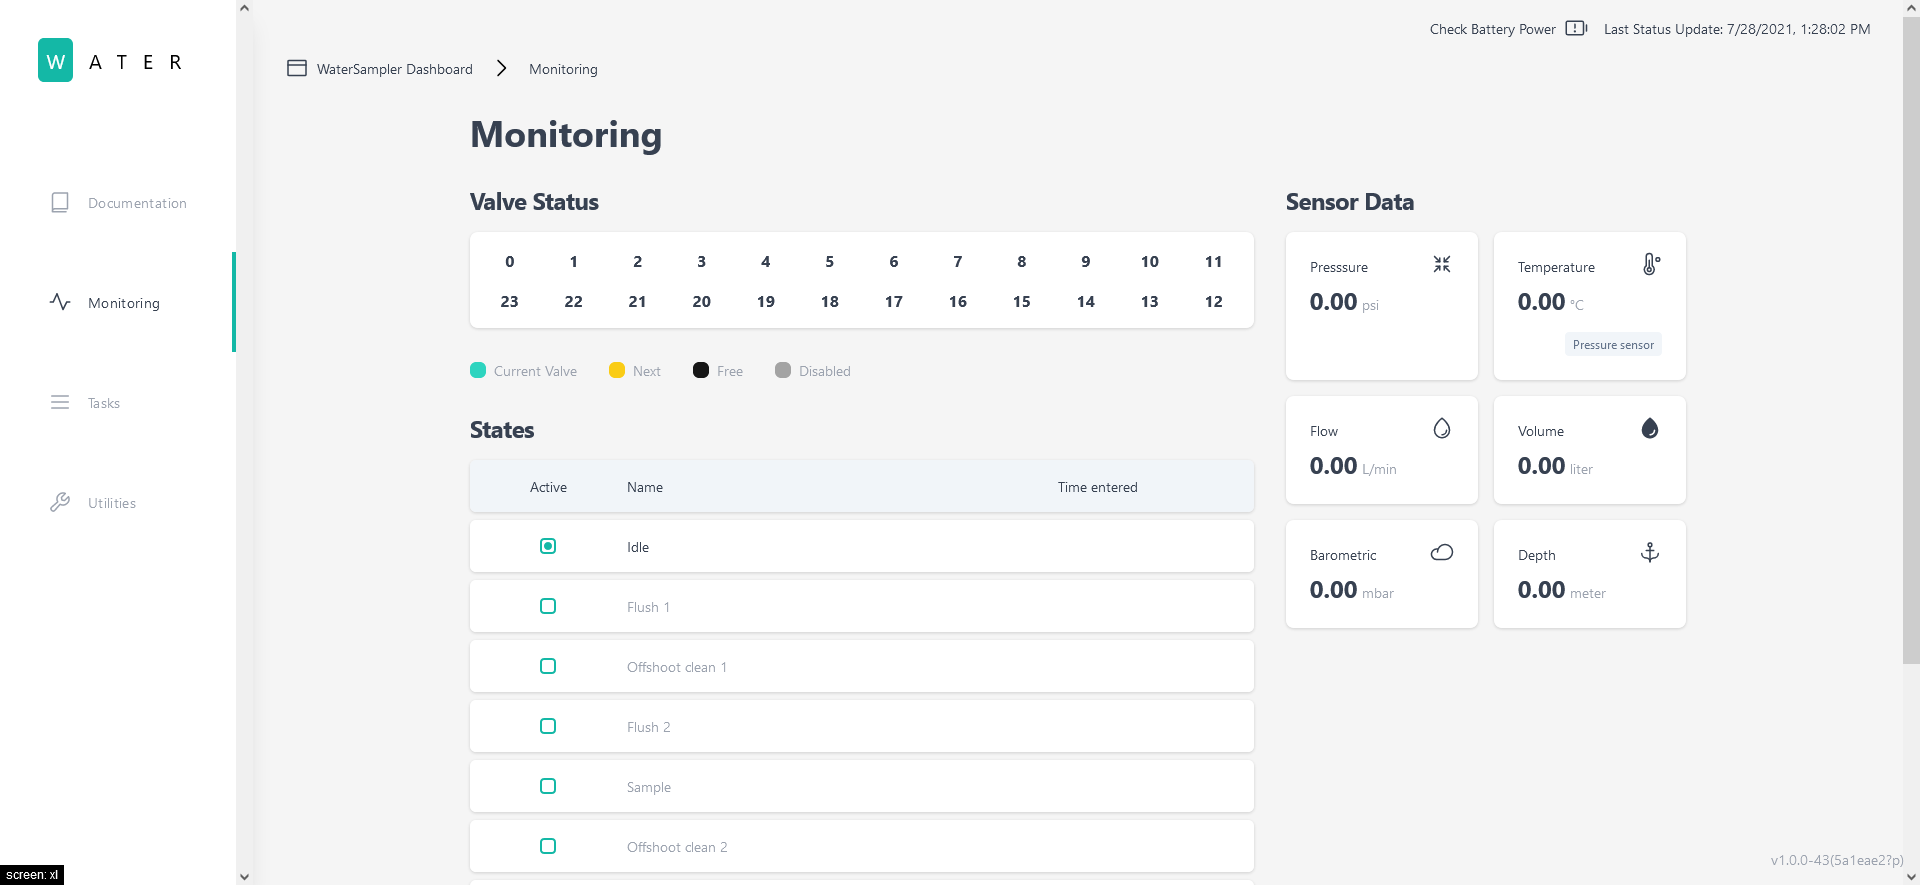 W A T E R
Check Battery Power Last Status Update: 7/28/2021, 1:28:02 PM
WaterSampler Dashboard Monitoring
Documentation
Monitoring
Tasks
Utilities
Monitoring
Valve Status
0 1 2 3 4 5 6 7 8 9 10 11
23 22 21 20 19 18 17 16 15 14 13 12
Current Valve Next Free Disabled
States
Active Name Time entered
Idle
Flush 1
Offshoot clean 1
Flush 2
Sample
Offshoot clean 2
Sensor Data
Presssure
0.00 psi
Temperature
0.00 °C
Pressure sensor
Flow
0.00 L/min
Volume
0.00 liter
Barometric
0.00 mbar
Depth
0.00 meter
v1.0.0-43(5a1eae2?p)
screen: xl